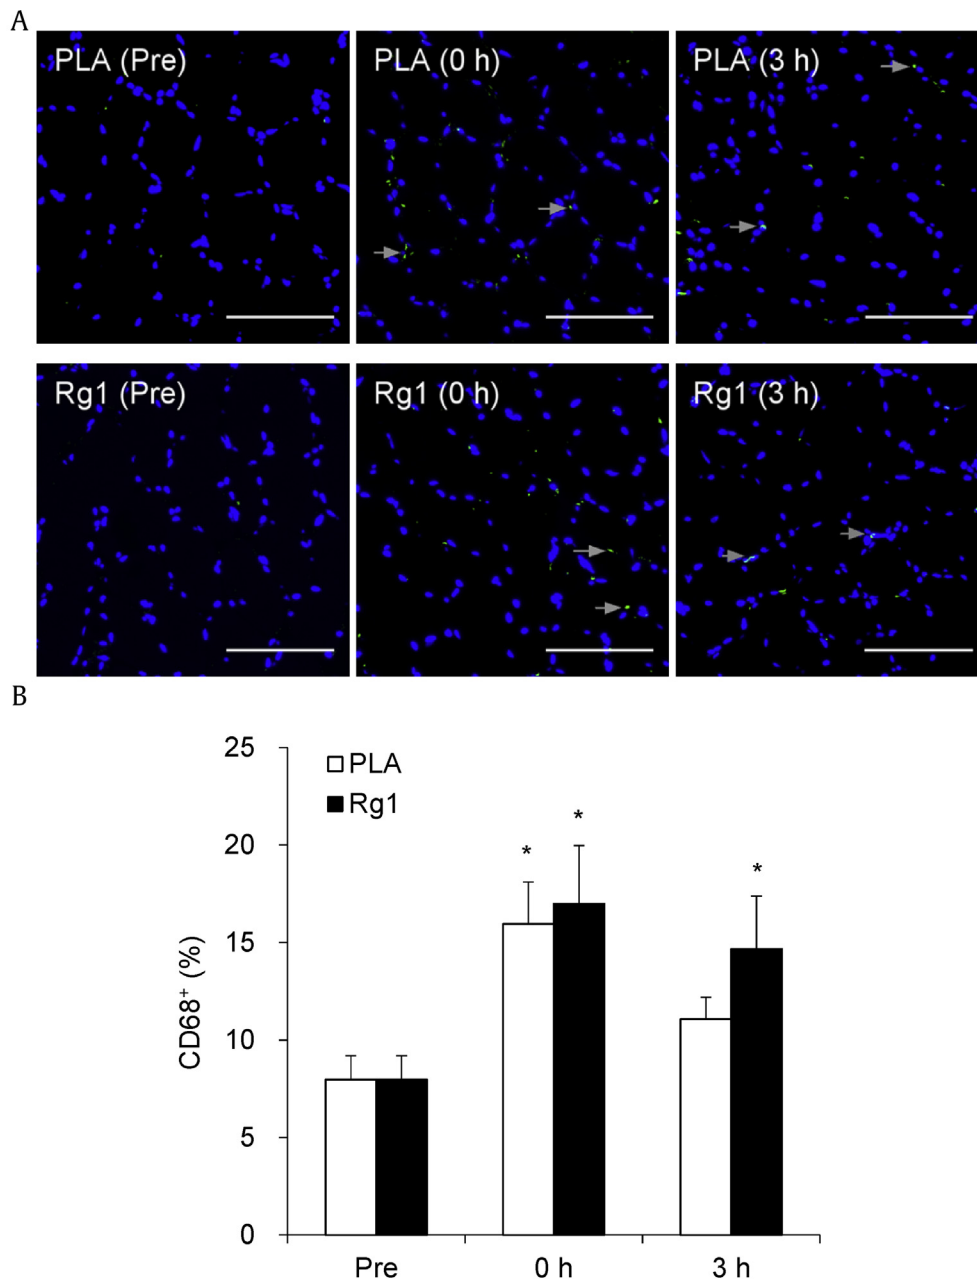 A
PLA (Pre)
PLA (0 h)
PLA (3 h)
Rg1 (Pre)
Rg1 (0 h)
Rg1 (3 h)
B
25
20
15
10
5
0
CD68⁺ (%)
PLA
Rg1
*
*
*
Pre
0 h
3 h